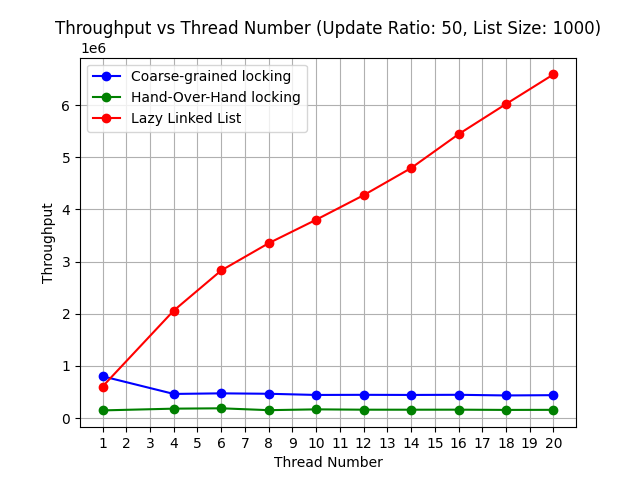 Throughput vs Thread Number (Update Ratio: 50, List Size: 1000)
1e6
Coarse-grained locking
Hand-Over-Hand locking
Lazy Linked List
6
5
4
3
2
1
0
Throughput
1 2 3 4 5 6 7 8 9 10 11 12 13 14 15 16 17 18 19 20
Thread Number